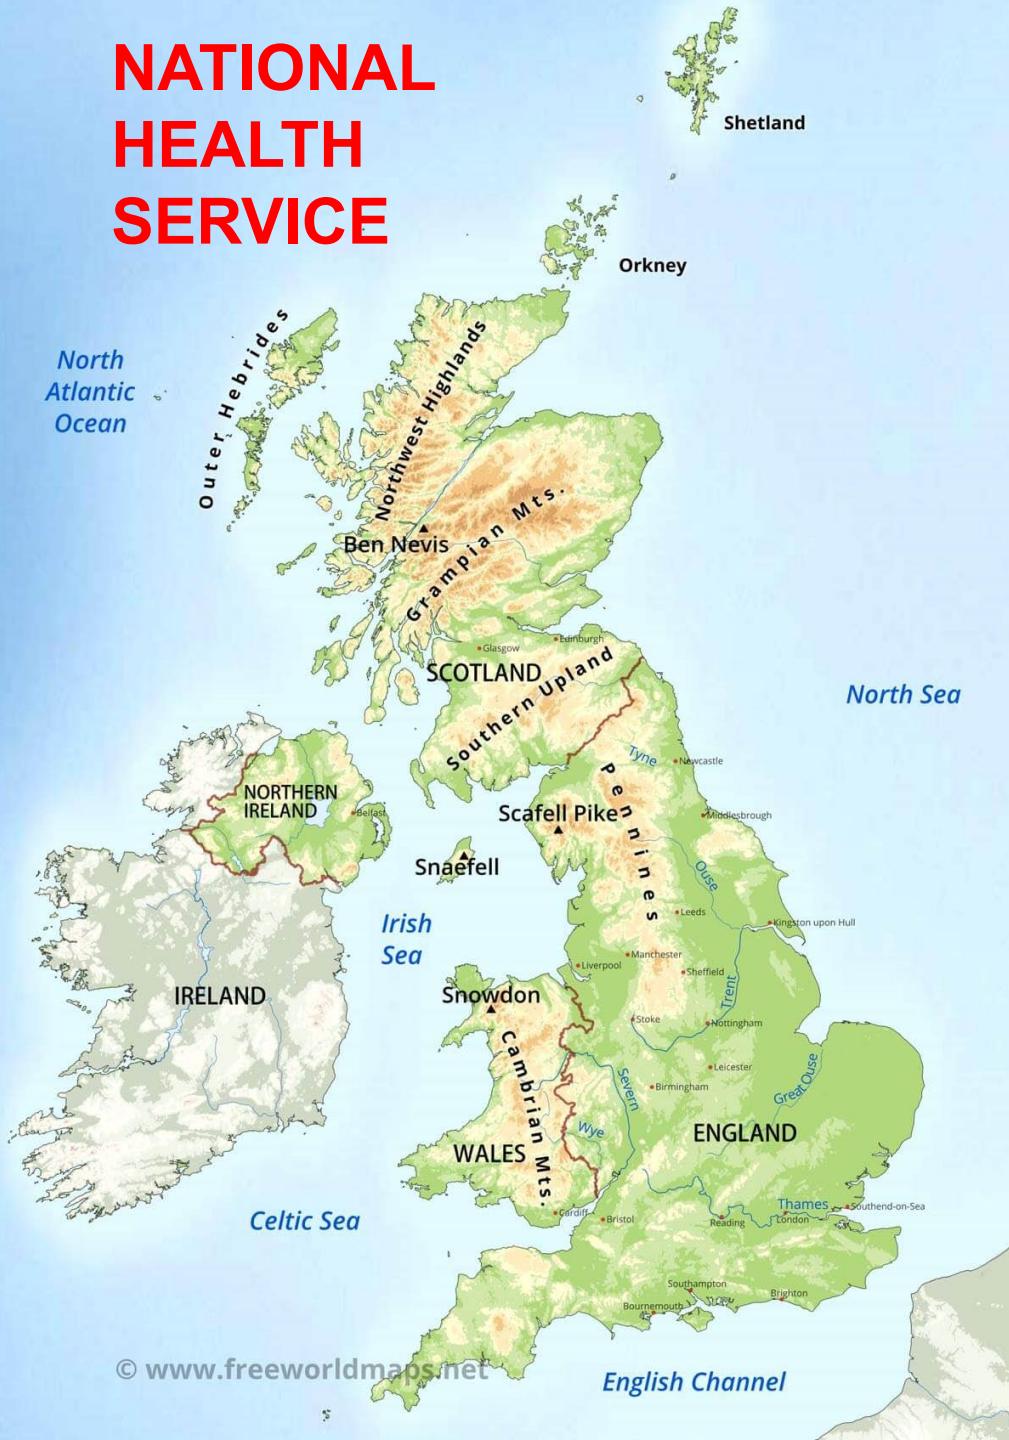 NATIONAL
HEALTH
SERVICE
Shetland
Orkney
Outer Hebrides
North
Atlantic
Ocean
Northwest Highlands
Grampian Mts.
Ben Nevis
Edinburgh
Glasgow
SCOTLAND
Southern Upland
North Sea
Tyne
Newcastle
Pennines
NORTHERN
IRELAND
Belfast
Scafell Pike
Middlesbrough
Snaefell
Ouse
Irish
Sea
Leeds
Kingston upon Hull
Manchester
Liverpool
Sheffield
IRELAND
Snowdon
Trent
Stoke
Nottingham
Cambrian Mts.
Leicester
Severn
Birmingham
Great Ouse
Wye
ENGLAND
WALES
Celtic Sea
Cardiff
Bristol
Reading
Thames
London
Southend-on-Sea
Southampton
Brighton
Bournemouth
© www.freeworldmaps.net
English Channel